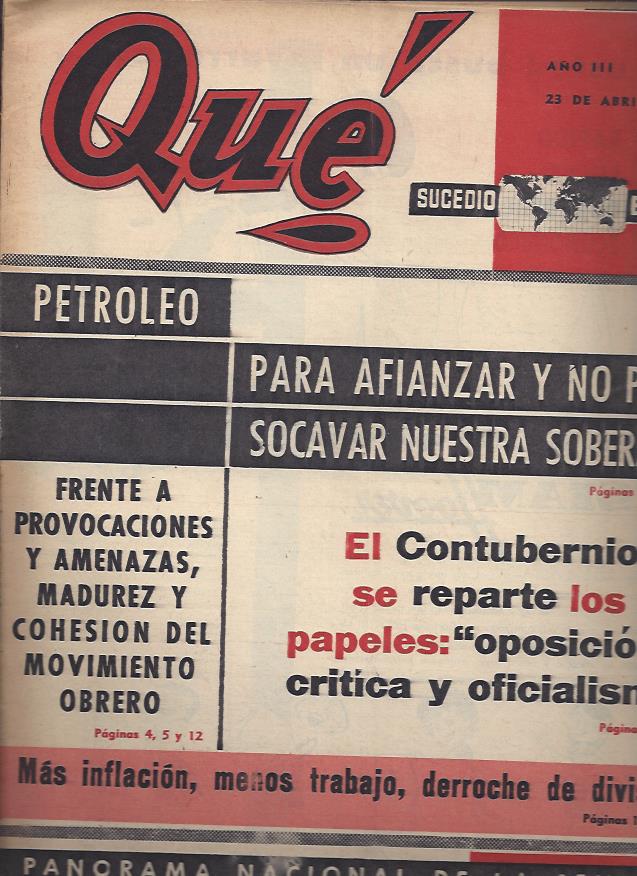 Qué
AÑO III
23 DE ABRI
SUCEDIO
PETROLEO
PARA AFIANZAR Y NO P
SOCAVAR NUESTRA SOBERA
Páginas
FRENTE A
PROVOCACIONES
Y AMENAZAS,
MADUREZ Y
COHESION DEL
MOVIMIENTO
OBRERO
Páginas 4, 5 y 12
El Contubernio
se reparte los
papeles: “oposició
crítica y oficialism
Página
Más inflación, menos trabajo, derroche de divi
Páginas 1
PANORAMA NACIONAL DE LA